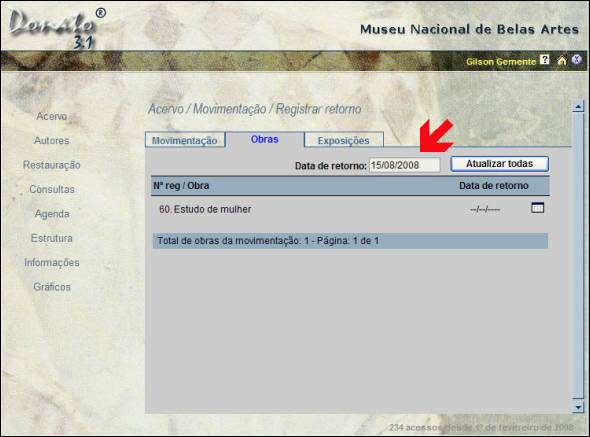 Donato ®
3.1
Museu Nacional de Belas Artes
Gilson Gemente ?
Acervo / Movimentação / Registrar retorno
Acervo
Autores
Restauração
Consultas
Agenda
Estrutura
Informações
Gráficos
Movimentação Obras Exposições
Data de retorno: 15/08/2008 Atualizar todas
Nº reg / Obra Data de retorno
60. Estudo de mulher --/--/----
Total de obras da movimentação: 1 - Página: 1 de 1
234 acessos desde 1º de fevereiro de 2008